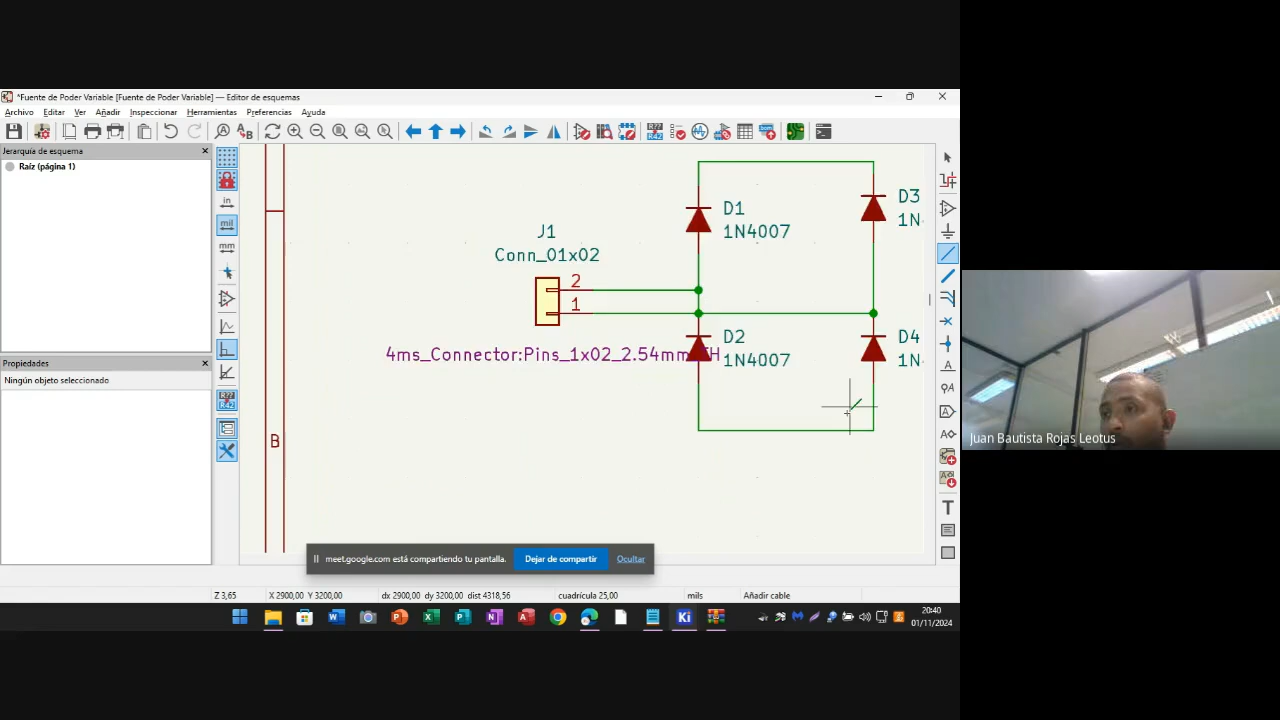 *Fuente de Poder Variable [Fuente de Poder Variable] — Editor de esquemas
Archivo Editar Ver Añadir Inspeccionar Herramientas Preferencias Ayuda
Jerarquía de esquema
Raíz (página 1)
in
mil
mm
Propiedades
Ningún objeto seleccionado
B
J1
Conn_01x02
2
1
4ms_Connector:Pins_1x02_2.54mm
D1
1N4007
D2
1N4007
D3
1N
D4
1N
meet.google.com está compartiendo tu pantalla.
Dejar de compartir
Ocultar
Z 3,65
X 2900,00 Y 3200,00
dx 2900,00 dy 3200,00 dist 4318,56
cuadrícula 25,00
mils
Añadir cable
20:40
01/11/2024
Juan Bautista Rojas Leotus